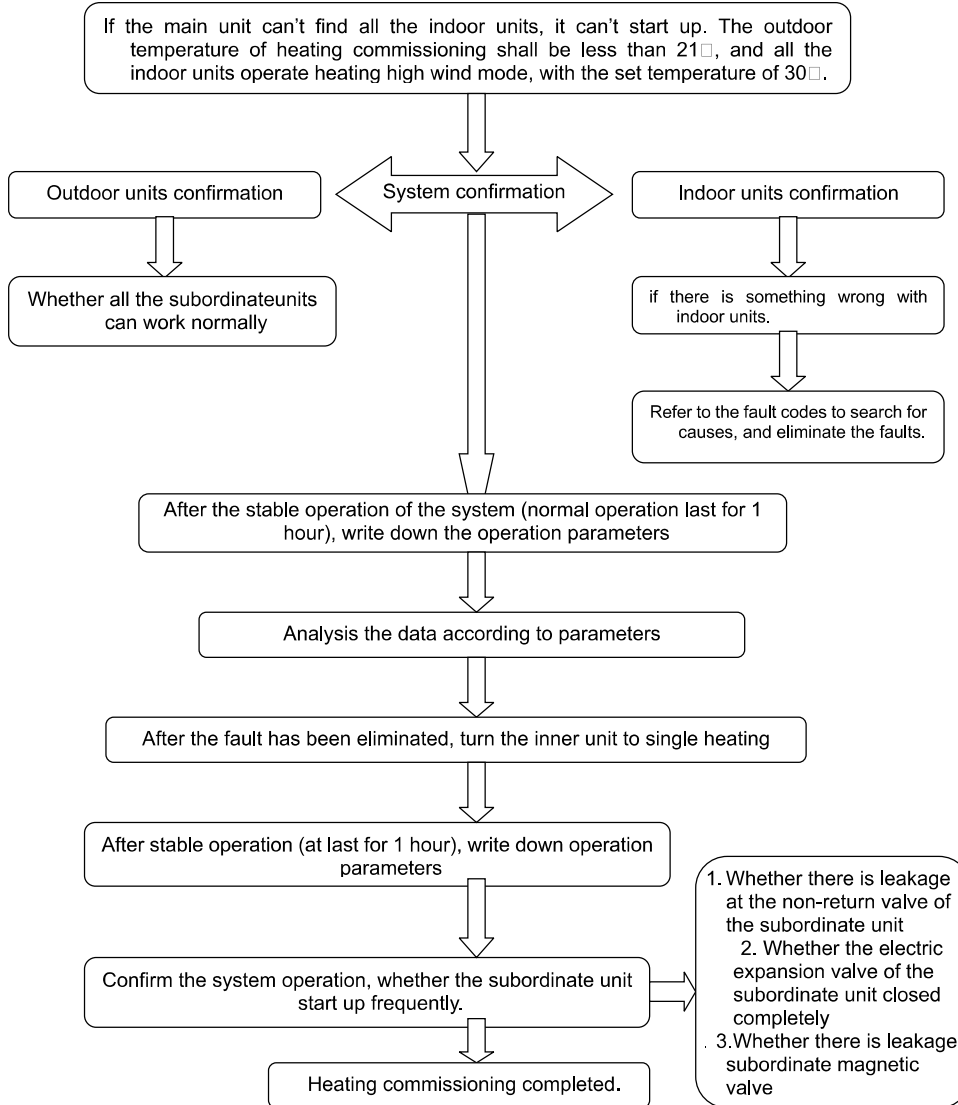 If the main unit can't find all the indoor units, it can't start up. The outdoor
temperature of heating commissioning shall be less than 21□, and all the
indoor units operate heating high wind mode, with the set temperature of 30□.
Outdoor units confirmation
System confirmation
Indoor units confirmation
Whether all the subordinateunits
can work normally
if there is something wrong with
indoor units.
Refer to the fault codes to search for
causes, and eliminate the faults.
After the stable operation of the system (normal operation last for 1
hour), write down the operation parameters
Analysis the data according to parameters
After the fault has been eliminated, turn the inner unit to single heating
After stable operation (at last for 1 hour), write down operation
parameters
Confirm the system operation, whether the subordinate unit
start up frequently.
1. Whether there is leakage
at the non-return valve of
the subordinate unit
2. Whether the electric
expansion valve of the
subordinate unit closed
completely
. 3.Whether there is leakage
subordinate magnetic
valve
Heating commissioning completed.